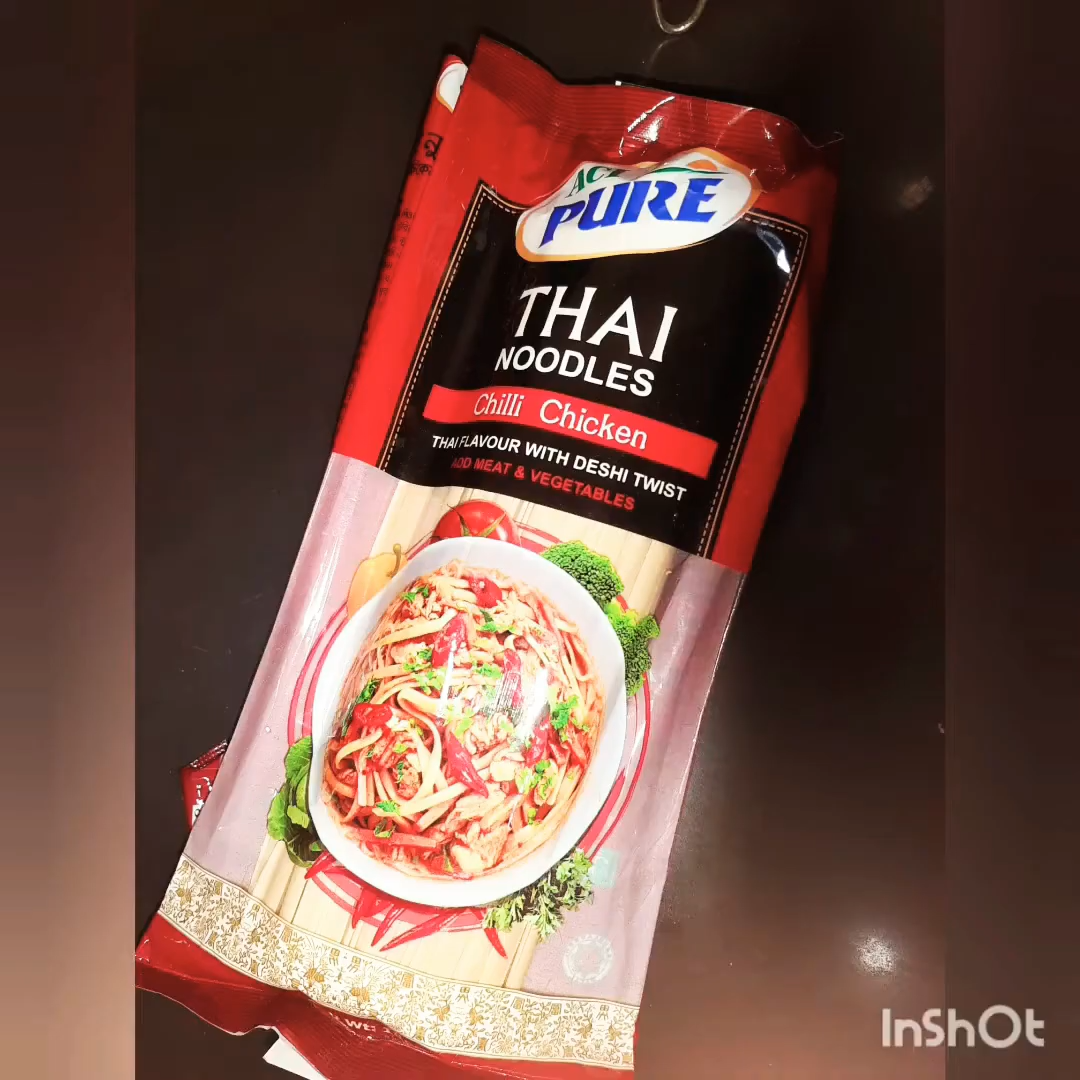 PURE
THAI
NOODLES
Chilli Chicken
THAI FLAVOUR WITH DESHI TWIST
ADD MEAT & VEGETABLES
InShOt